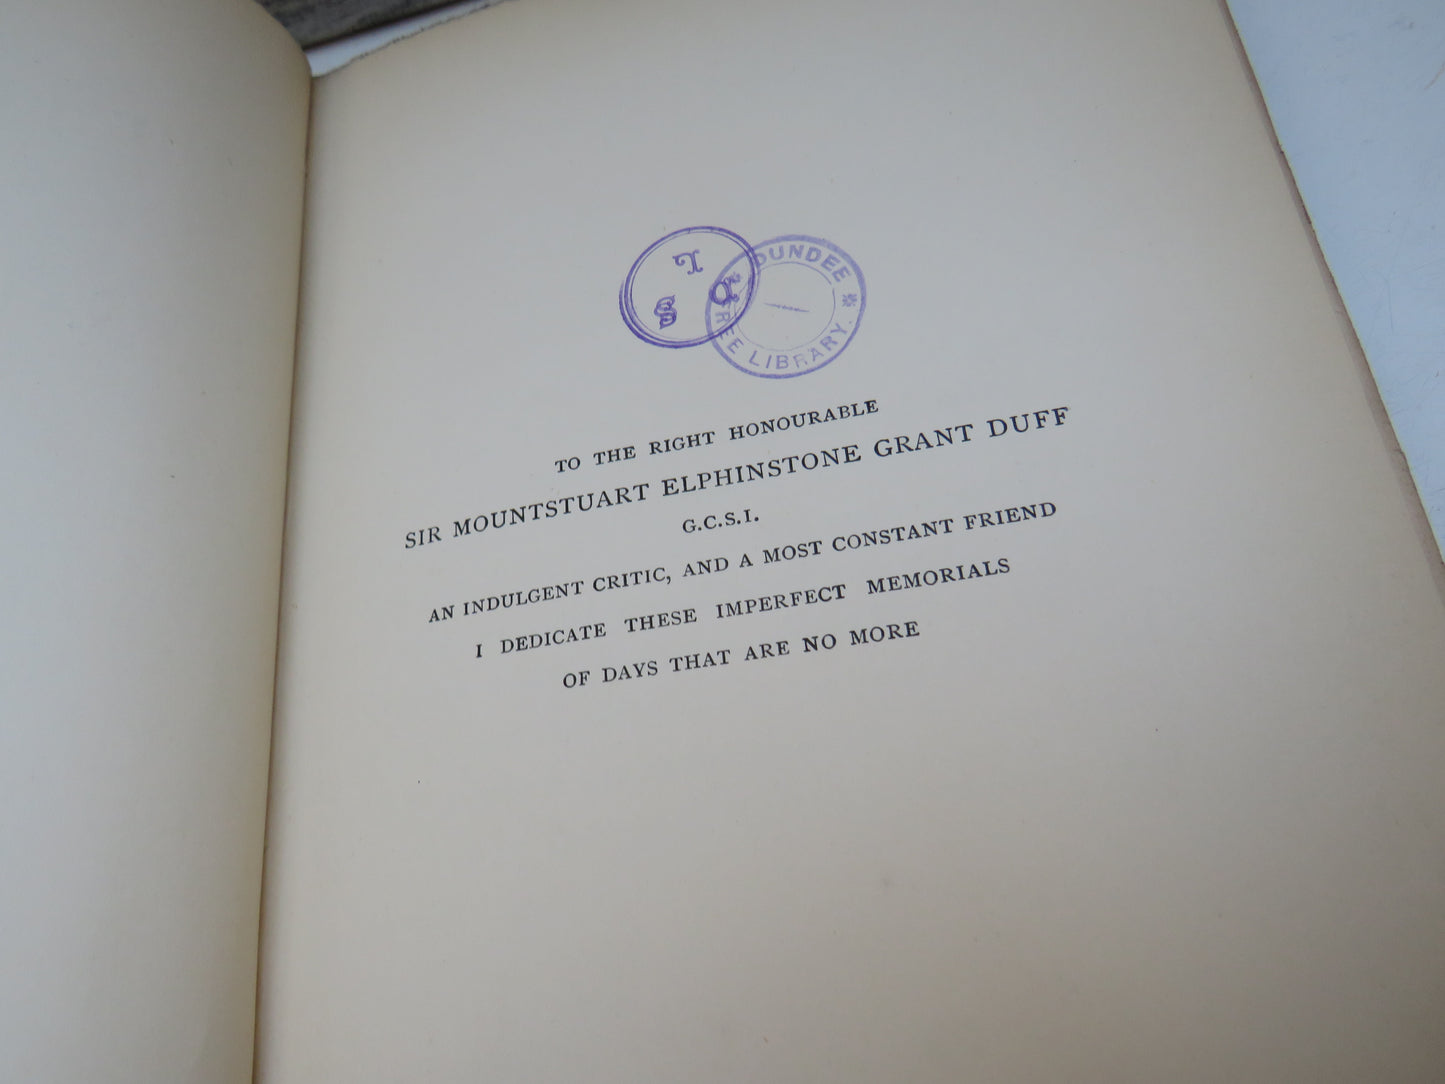 DUNDEE
FREE LIBRARY.
TO THE RIGHT HONOURABLE
SIR MOUNTSTUART ELPHINSTONE GRANT DUFF
G.C.S.I.
AN INDULGENT CRITIC, AND A MOST CONSTANT FRIEND
I DEDICATE THESE IMPERFECT MEMORIALS
OF DAYS THAT ARE NO MORE